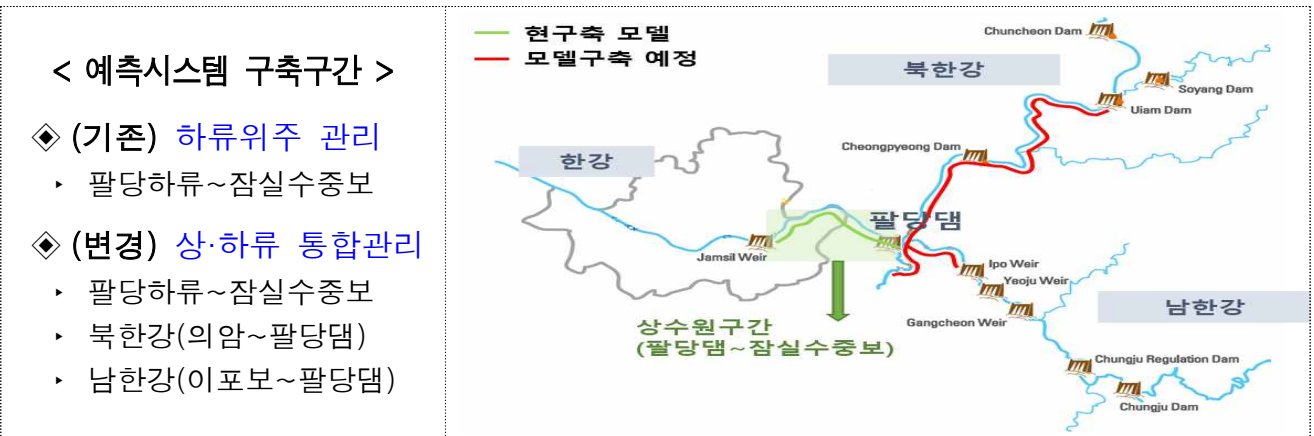 < 예측시스템 구축구간 >
◈ (기존) 하류위주 관리
‣ 팔당하류~잠실수중보
◈ (변경) 상·하류 통합관리
‣ 팔당하류~잠실수중보
‣ 북한강(의암~팔당댐)
‣ 남한강(이포보~팔당댐)
현구축 모델
모델구축 예정
Chuncheon Dam
북한강
Soyang Dam
Uiam Dam
Cheongpyeong Dam
한강
팔당댐
Jamsil Weir
Ipo Weir
Yeoju Weir
남한강
Gangcheon Weir
상수원구간
(팔당댐~잠실수중보)
Chungju Regulation Dam
Chungju Dam